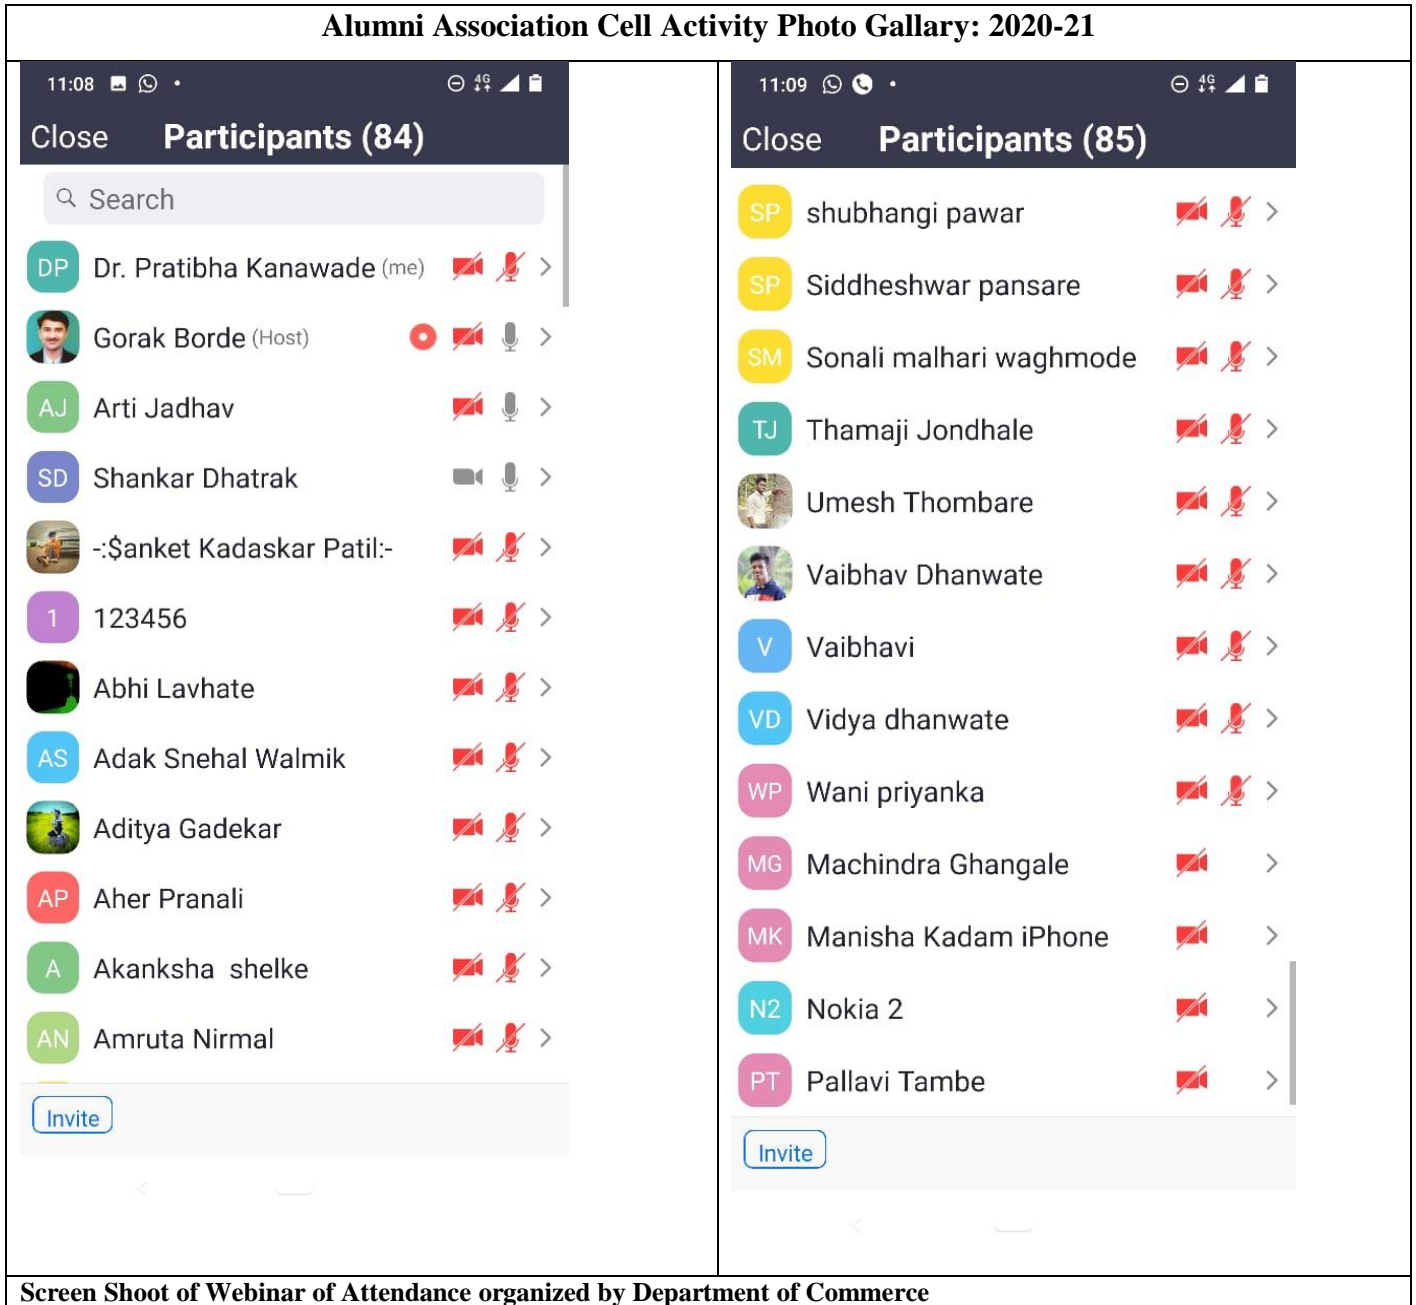 Alumni Association Cell Activity Photo Gallary: 2020-21
11:08 4G
Close Participants (84)
Search
DP Dr. Pratibha Kanawade (me)
Gorak Borde (Host)
AJ Arti Jadhav
SD Shankar Dhatrak
-:$anket Kadaskar Patil:-
1 123456
Abhi Lavhate
AS Adak Snehal Walmik
Aditya Gadekar
AP Aher Pranali
A Akanksha shelke
AN Amruta Nirmal
Invite
11:09 4G
Close Participants (85)
SP shubhangi pawar
SP Siddheshwar pansare
SM Sonali malhari waghmode
TJ Thamaji Jondhale
Umesh Thombare
Vaibhav Dhanwate
V Vaibhavi
VD Vidya dhanwate
WP Wani priyanka
MG Machindra Ghangale
MK Manisha Kadam iPhone
N2 Nokia 2
PT Pallavi Tambe
Invite
Screen Shoot of Webinar of Attendance organized by Department of Commerce